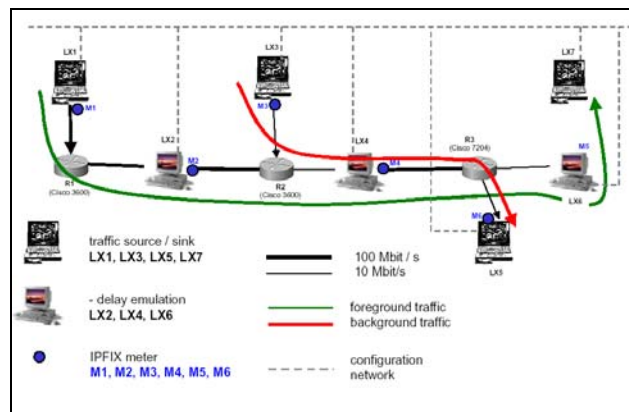 LX1
LX3
LX7
M1
M3
LX2
LX4
R3
(Cisco 7204)
M5
M2
M4
R1
(Cisco 3600)
R2
(Cisco 3600)
LX6
M6
LX5
traffic source / sink
LX1, LX3, LX5, LX7
100 Mbit / s
10 Mbit/s
- delay emulation
LX2, LX4, LX6
foreground traffic
background traffic
IPFIX meter
M1, M2, M3, M4, M5, M6
configuration
network